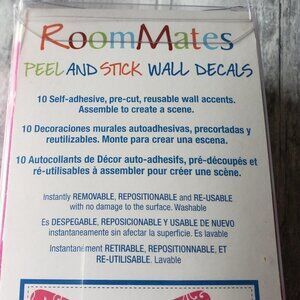 RoomMates
PEEL AND STICK WALL DECALS
10 Self-adhesive, pre-cut, reusable wall accents.
Assemble to create a scene.
10 Decoraciones murales autoadhesivas, precortadas y
reutilizables. Monte para crear una escena.
10 Autocollants de Décor auto-adhesifs, pré-découpés et
ré-utilisables à assembler pour créer une scène.
Instantly REMOVABLE, REPOSITIONABLE and RE-USABLE
with no damage to the surface. Washable
Es DESPEGABLE, REPOSICIONABLE Y USABLE DE NUEVO
instantaneamente sin afectar la superficie. Es lavable
Instantanément RETIRABLE, REPOSITIONNABLE, ET
RE-UTILISABLE. Lavable